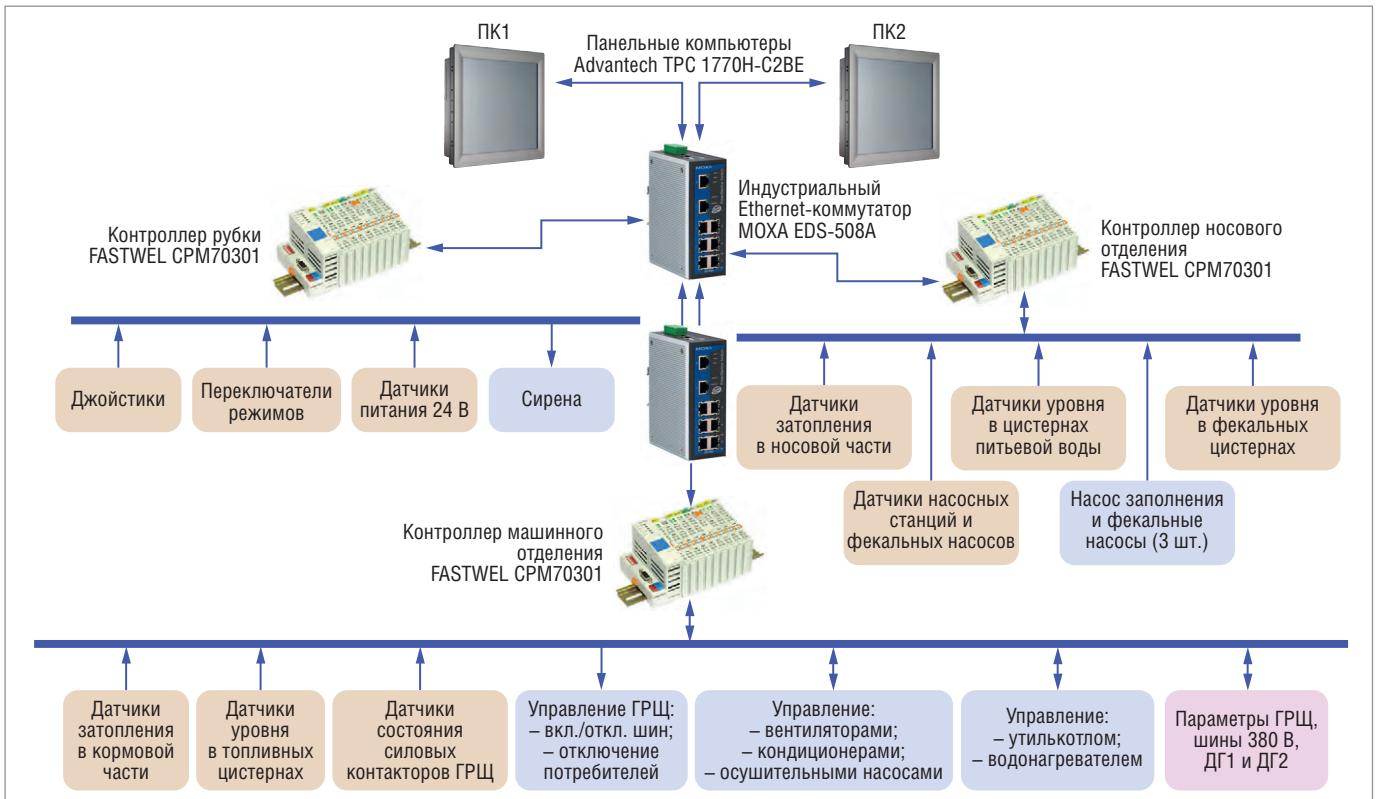 ПК1
ПК2
Панельные компьютеры
Advantech TPC 1770H-C2BE
MOXA
Индустриальный
Ethernet-коммутатор
MOXA EDS-508A
Контроллер рубки
FASTWEL CPM70301
Контроллер носового
отделения
FASTWEL CPM70301
Джойстики
Переключатели
режимов
Датчики
питания 24 В
Сирена
MOXA
Датчики
затопления
в носовой части
Датчики уровня
в цистернах
питьевой воды
Датчики уровня
в фекальных
цистернах
Датчики насосных
станций и
фекальных насосов
Насос заполнения
и фекальные
насосы (3 шт.)
Контроллер машинного
отделения
FASTWEL CPM70301
Датчики
затопления
в кормовой
части
Датчики
уровня
в топливных
цистернах
Датчики
состояния
силовых
контакторов ГРЩ
Управление ГРЩ:
– вкл./откл. шин;
– отключение
потребителей
Управление:
– вентиляторами;
– кондиционерами;
– осушительными насосами
Управление:
– утилькотлом;
– водонагревателем
Параметры ГРЩ,
шины 380 В,
ДГ1 и ДГ2